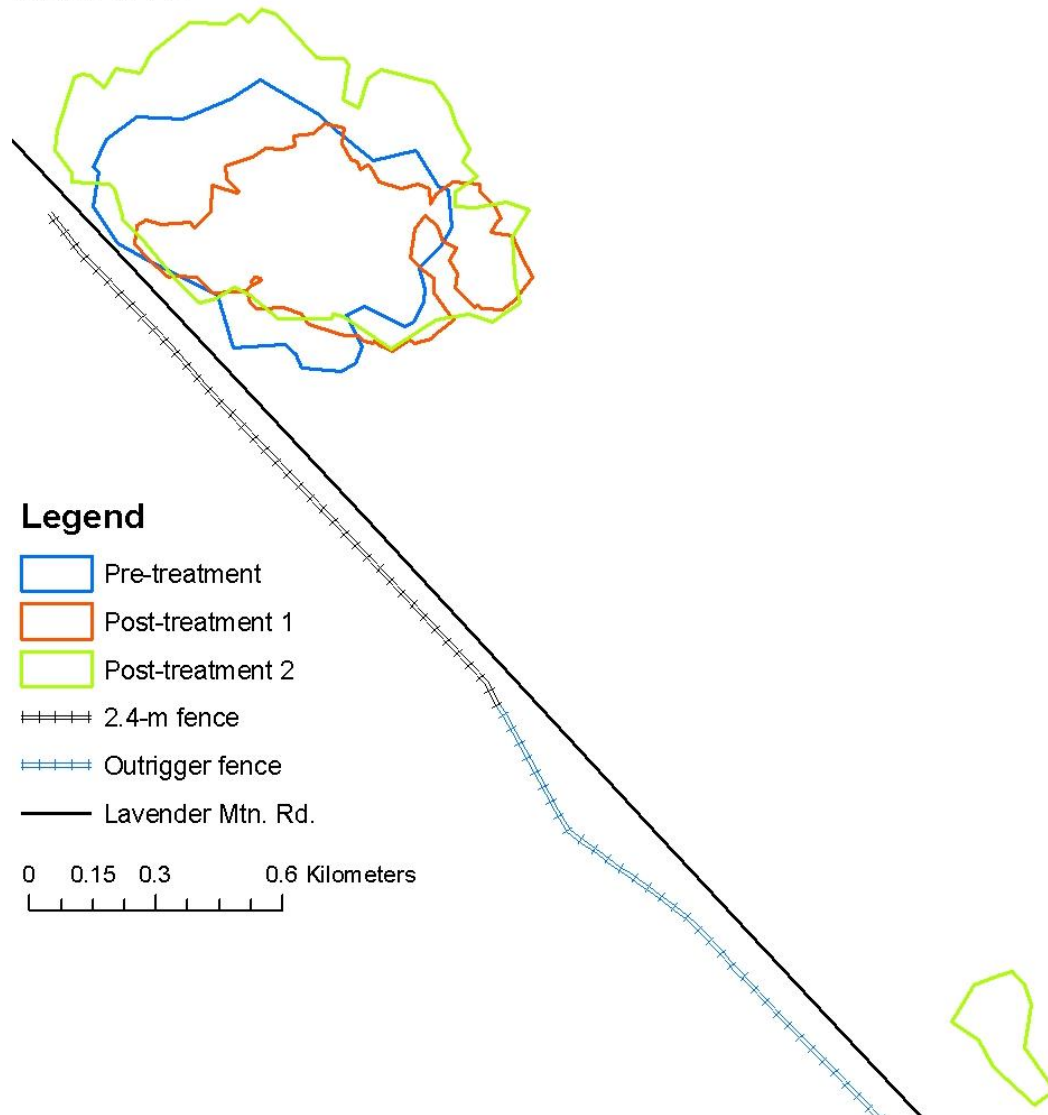 Legend
Pre-treatment
Post-treatment 1
Post-treatment 2
2.4-m fence
Outrigger fence
Lavender Mtn. Rd.
0 0.15 0.3 0.6 Kilometers